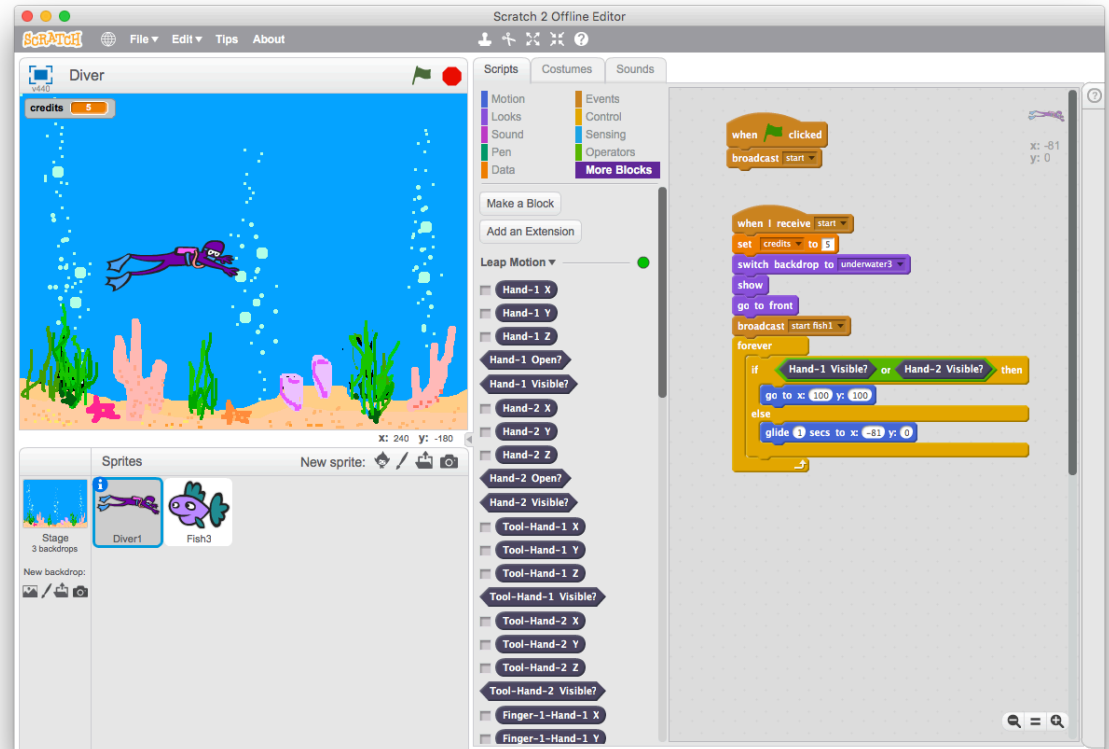 Scratch 2 Offline Editor
SCRATCH File Edit Tips About
v440
Diver
credits 5
X: 240 Y: -180
Sprites
New sprite:
Stage
3 backdrops
New backdrop:
Diver1
Fish3
Scripts Costumes Sounds
Motion
Looks
Sound
Pen
Data
Events
Control
Sensing
Operators
More Blocks
Make a Block
Add an Extension
Leap Motion
Hand-1 X
Hand-1 Y
Hand-1 Z
Hand-1 Open?
Hand-1 Visible?
Hand-2 X
Hand-2 Y
Hand-2 Z
Hand-2 Open?
Hand-2 Visible?
Tool-Hand-1 X
Tool-Hand-1 Y
Tool-Hand-1 Z
Tool-Hand-1 Visible?
Tool-Hand-2 X
Tool-Hand-2 Y
Tool-Hand-2 Z
Tool-Hand-2 Visible?
Finger-1-Hand-1 X
Finger-1-Hand-1 Y
x: -81
y: 0
when clicked
broadcast start
when I receive start
set credits to 5
switch backdrop to underwater3
show
go to front
broadcast start fish1
forever
if Hand-1 Visible? or Hand-2 Visible? then
go to x: 100 y: 100
else
glide 1 secs to x: -81 y: 0